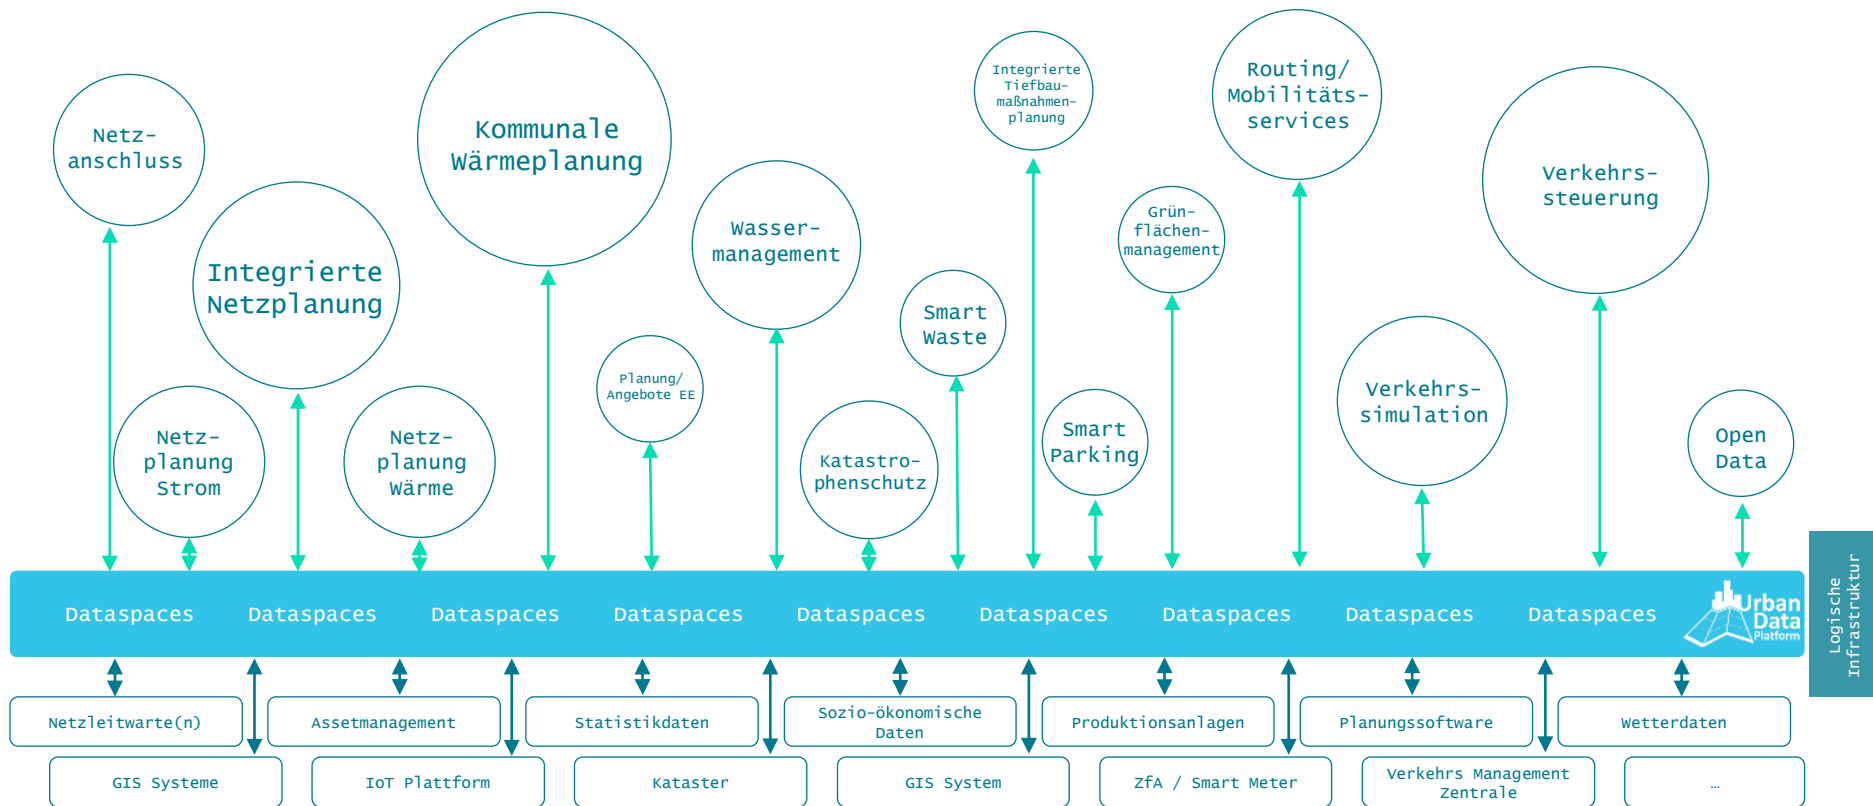 Netz-
anschluss
Integrierte
Netzplanung
Netz-
planung
Strom
Netz-
planung
Wärme
Kommunale
Wärmeplanung
Planung/
Angebote EE
Wasser-
management
Katastro-
phenschutz
Smart
Waste
Integrierte
Tiefbau-
maßnahmen-
planung
Smart
Parking
Grün-
flächen-
management
Routing/
Mobilitäts-
services
Verkehrs-
simulation
Verkehrs-
steuerung
Open
Data
Dataspaces
Dataspaces
Dataspaces
Dataspaces
Dataspaces
Dataspaces
Dataspaces
Dataspaces
Dataspaces
Urban
Data
Platform
Logische
Infrastruktur
Netzleitwarte(n)
Assetmanagement
Statistikdaten
Sozio-ökonomische
Daten
Produktionsanlagen
Planungssoftware
Wetterdaten
GIS Systeme
IoT Plattform
Kataster
GIS System
ZfA / Smart Meter
Verkehrs Management
Zentrale
…